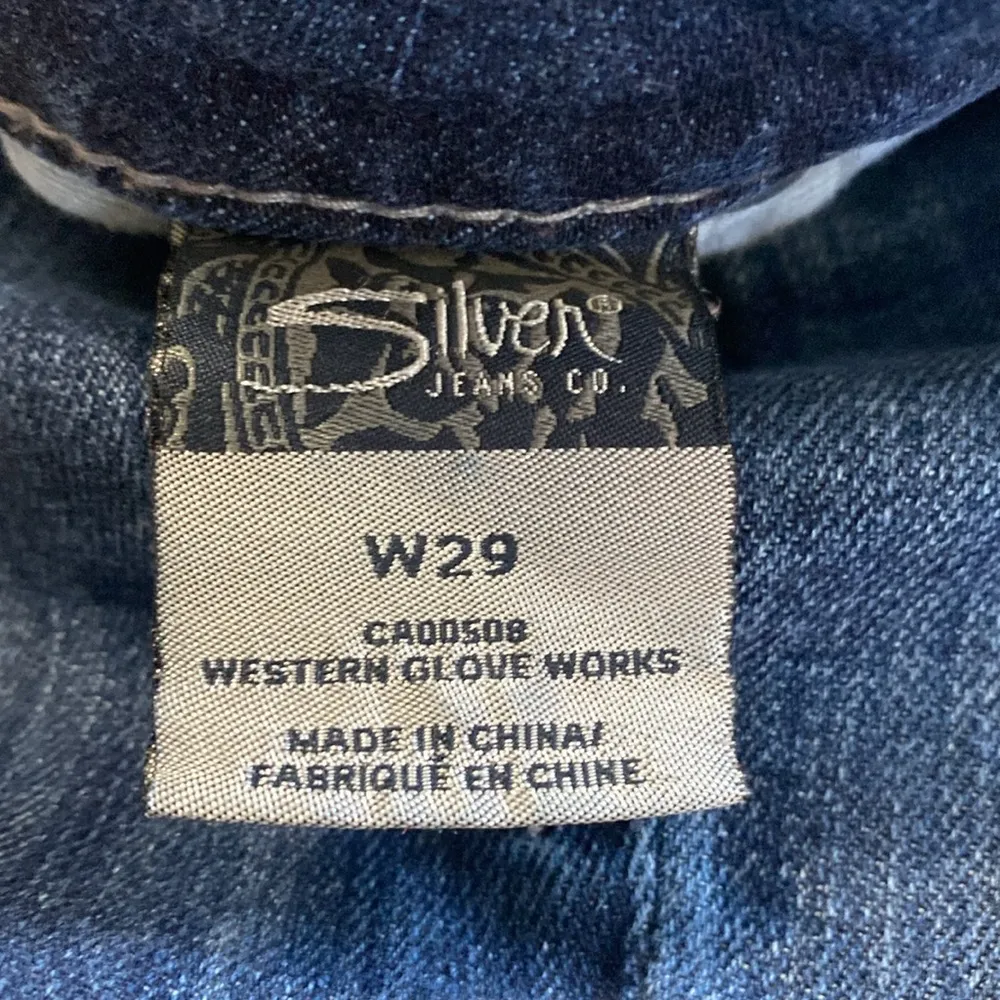 Silver®
JEANS CO.
W29
CA00508
WESTERN GLOVE WORKS
MADE IN CHINA/
FABRIQUÉ EN CHINE